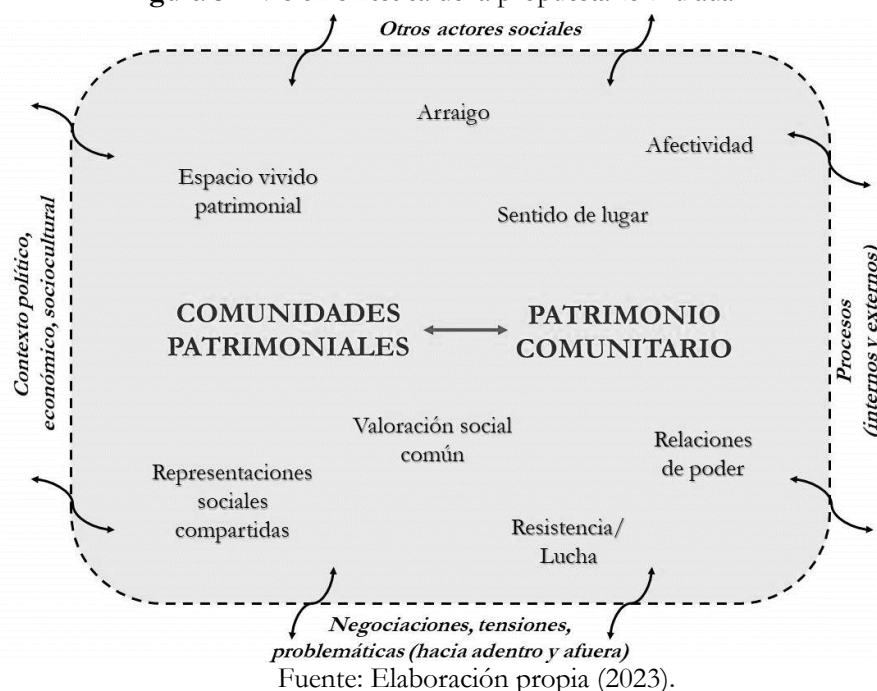 Otros actores sociales
Arraigo
Afectividad
Espacio vivido
patrimonial
Sentido de lugar
Contexto político,
económico, sociocultural
COMUNIDADES
PATRIMONIALES
PATRIMONIO
COMUNITARIO
Procesos
(internos y externos)
Valoración social
común
Relaciones
de poder
Representaciones
sociales
compartidas
Resistencia/
Lucha
Negociaciones, tensiones,
problemáticas (hacia adentro y afuera)
Fuente: Elaboración propia (2023).